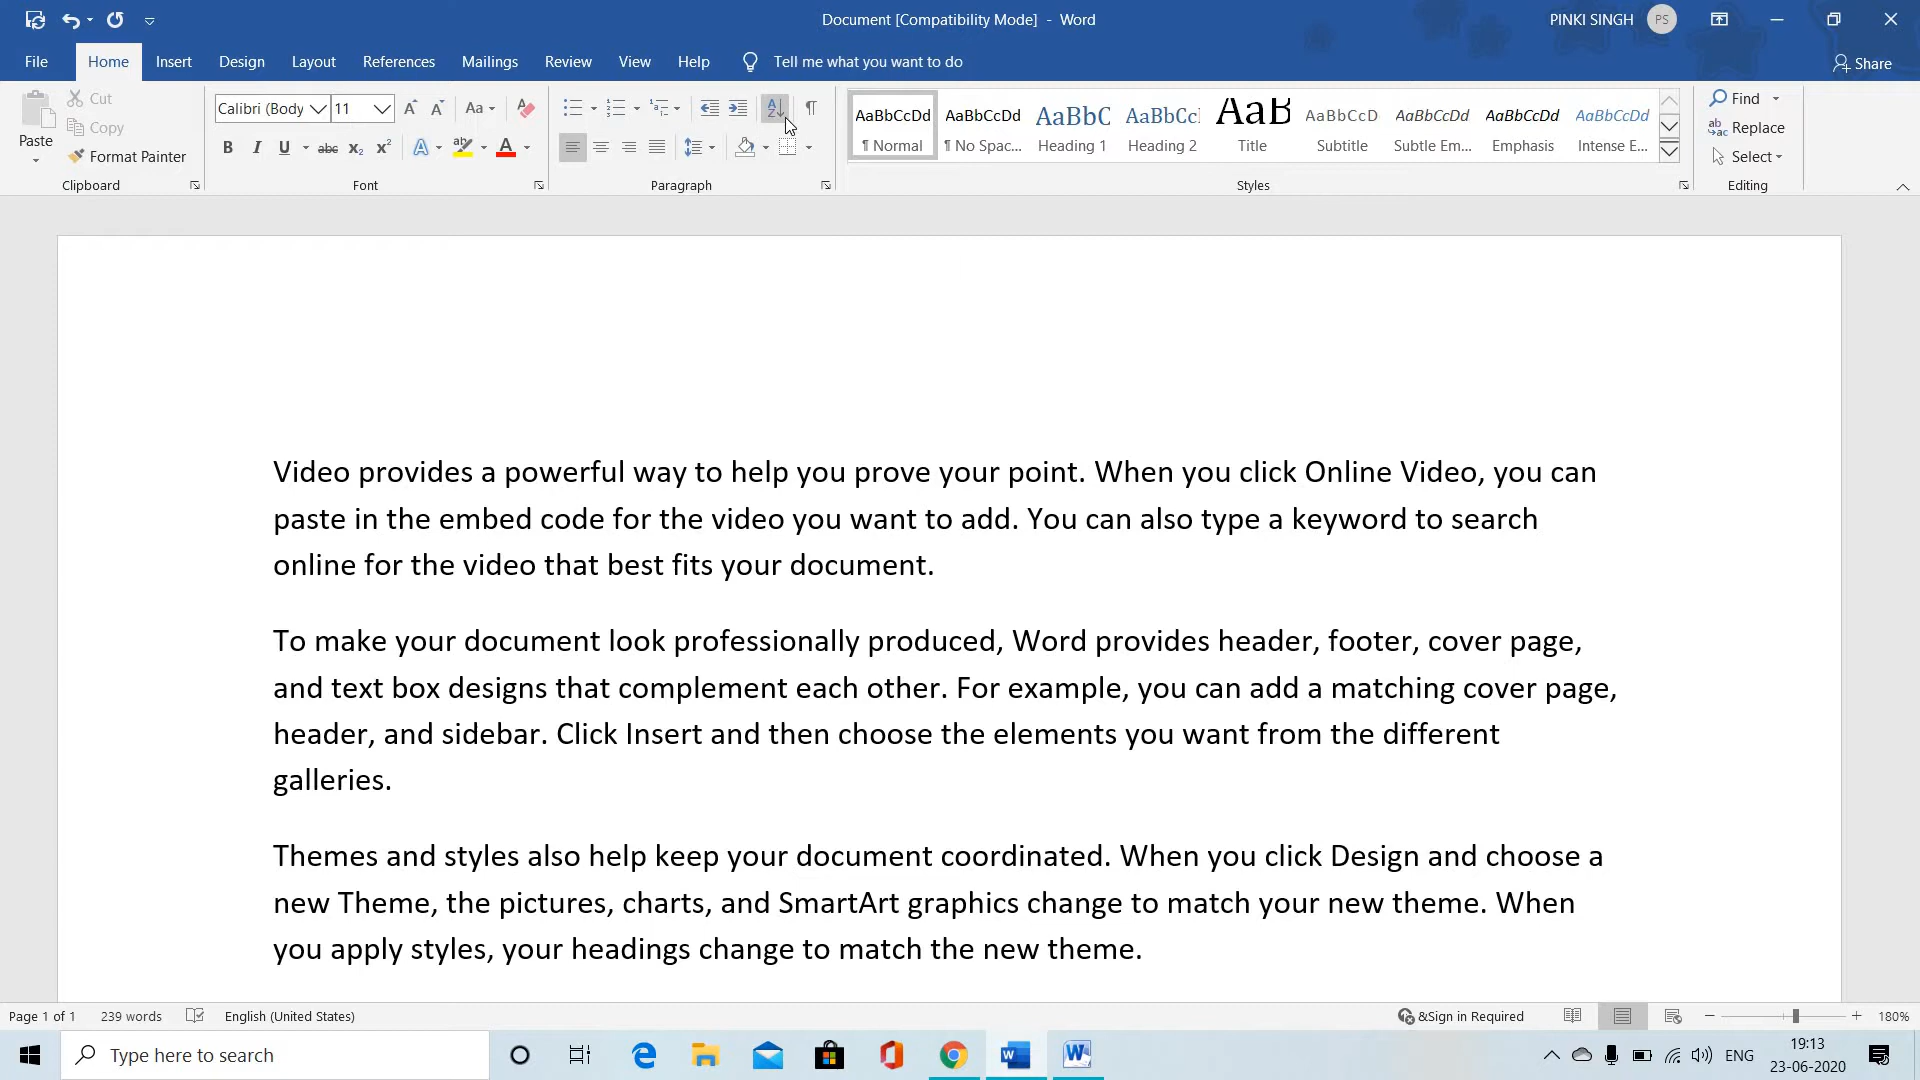 Document [Compatibility Mode] - Word
PINKI SINGH PS
File Home Insert Design Layout References Mailings Review View Help Tell me what you want to do Share
Paste
Cut
Copy
Format Painter
Clipboard
Calibri (Body 11 Aa
B I U abc x₂ x² A ab A
Font
A Z ¶
Paragraph
AaBbCcDd AaBbCcDd AaBbC AaBbCc AaB AaBbCcD AaBbCcDd AaBbCcDd AaBbCcDd
¶ Normal ¶ No Spac... Heading 1 Heading 2 Title Subtitle Subtle Em... Emphasis Intense E...
Styles
Find
Replace
Select
Editing
Video provides a powerful way to help you prove your point. When you click Online Video, you can
paste in the embed code for the video you want to add. You can also type a keyword to search
online for the video that best fits your document.
To make your document look professionally produced, Word provides header, footer, cover page,
and text box designs that complement each other. For example, you can add a matching cover page,
header, and sidebar. Click Insert and then choose the elements you want from the different
galleries.
Themes and styles also help keep your document coordinated. When you click Design and choose a
new Theme, the pictures, charts, and SmartArt graphics change to match your new theme. When
you apply styles, your headings change to match the new theme.
Page 1 of 1 239 words English (United States) &Sign in Required 180%
Type here to search
ENG
19:13
23-06-2020